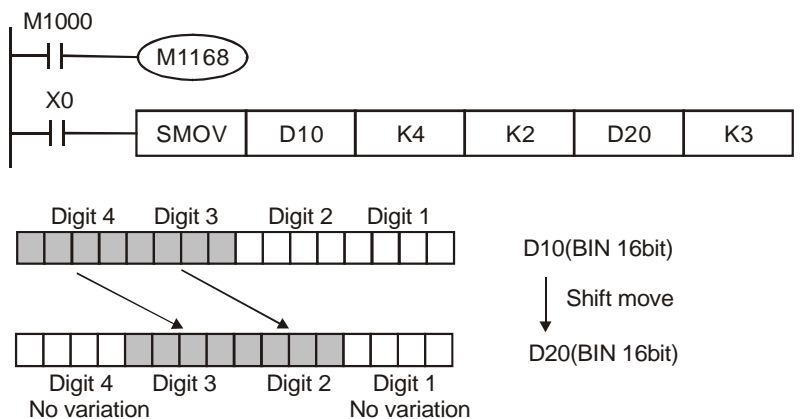 M1000
M1168
X0
SMOV D10 K4 K2 D20 K3
Digit 4 Digit 3 Digit 2 Digit 1
D10(BIN 16bit)
Shift move
D20(BIN 16bit)
Digit 4 Digit 3 Digit 2 Digit 1
No variation No variation